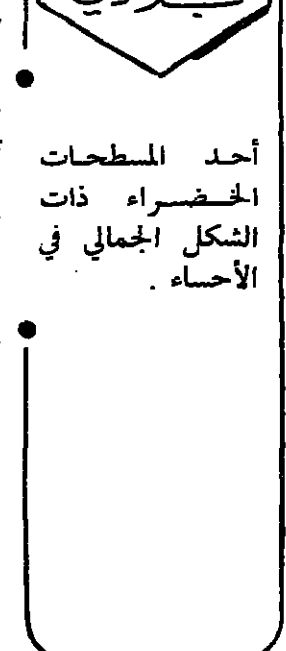 أحد المسطحات
الخضراء ذات
الشكل الجمالي في
الأحساء .